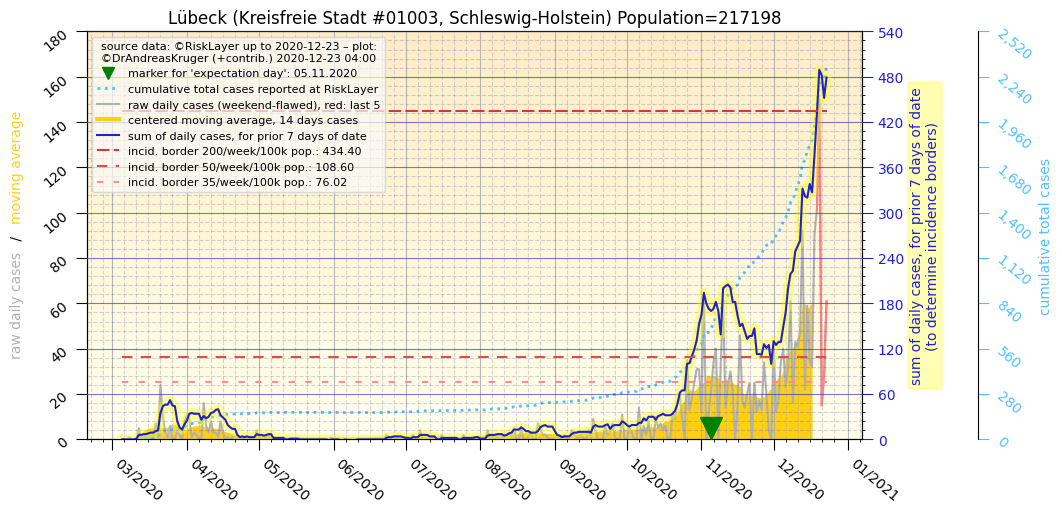 Lübeck (Kreisfreie Stadt #01003, Schleswig-Holstein) Population=217198
source data: ©RiskLayer up to 2020-12-23 – plot:
©DrAndreasKruger (+contrib.) 2020-12-23 04:00
marker for 'expectation day': 05.11.2020
cumulative total cases reported at RiskLayer
raw daily cases (weekend-flawed), red: last 5
centered moving average, 14 days cases
sum of daily cases, for prior 7 days of date
incid. border 200/week/100k pop.: 434.40
incid. border 50/week/100k pop.: 108.60
incid. border 35/week/100k pop.: 76.02
raw daily cases / moving average
180
160
140
120
100
80
60
40
20
0
03/2020
04/2020
05/2020
06/2020
07/2020
08/2020
09/2020
10/2020
11/2020
12/2020
01/2021
540
480
420
360
300
240
180
120
60
0
sum of daily cases, for prior 7 days of date
(to determine incidence borders)
2,520
2,240
1,960
1,680
1,400
1,120
840
560
280
0
cumulative total cases